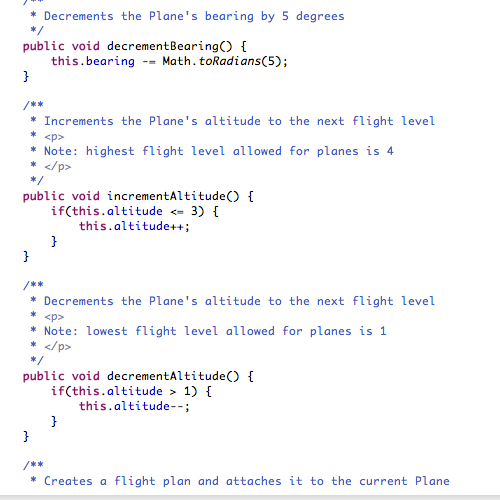 /**
 * Decrements the Plane's bearing by 5 degrees
 */
public void decrementBearing() {
    this.bearing -= Math.toRadians(5);
}

/**
 * Increments the Plane's altitude to the next flight level
 * <p>
 * Note: highest flight level allowed for planes is 4
 * </p>
 */
public void incrementAltitude() {
    if(this.altitude <= 3) {
        this.altitude++;
    }
}

/**
 * Decrements the Plane's altitude to the next flight level
 * <p>
 * Note: lowest flight level allowed for planes is 1
 * </p>
 */
public void decrementAltitude() {
    if(this.altitude > 1) {
        this.altitude--;
    }
}

/**
 * Creates a flight plan and attaches it to the current Plane